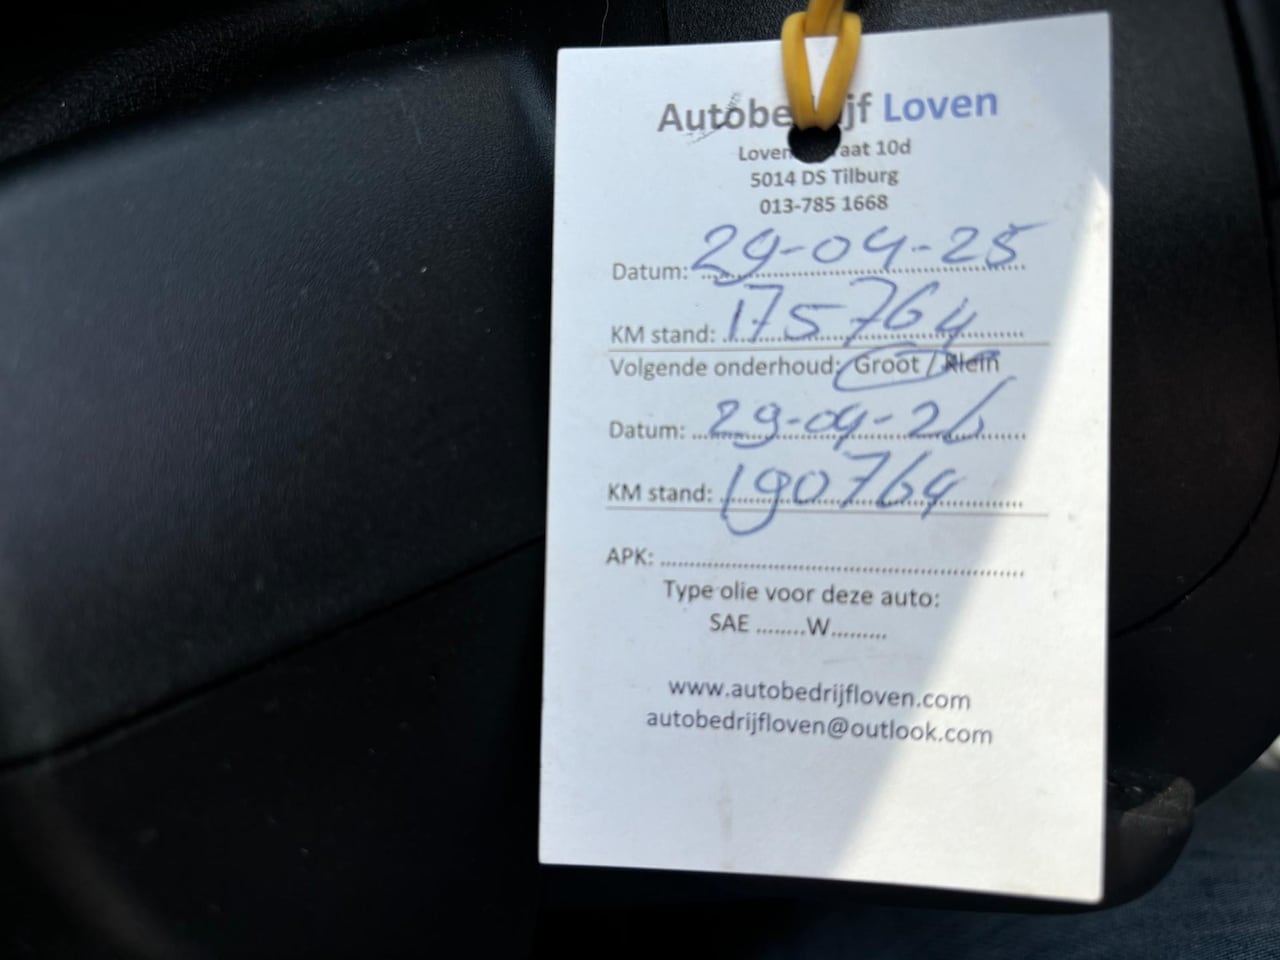 Autobedrijf Loven
10d
5014 DS Tilburg
013-785 1668
Datum: 29-04-25
KM stand: 175764
Volgende onderhoud: Groot / Klein
Datum: 29-04-26
KM stand: 190764
APK:
Type olie voor deze auto:
SAE ........W.........
www.autobedrijfloven.com
autobedrijfloven@outlook.com